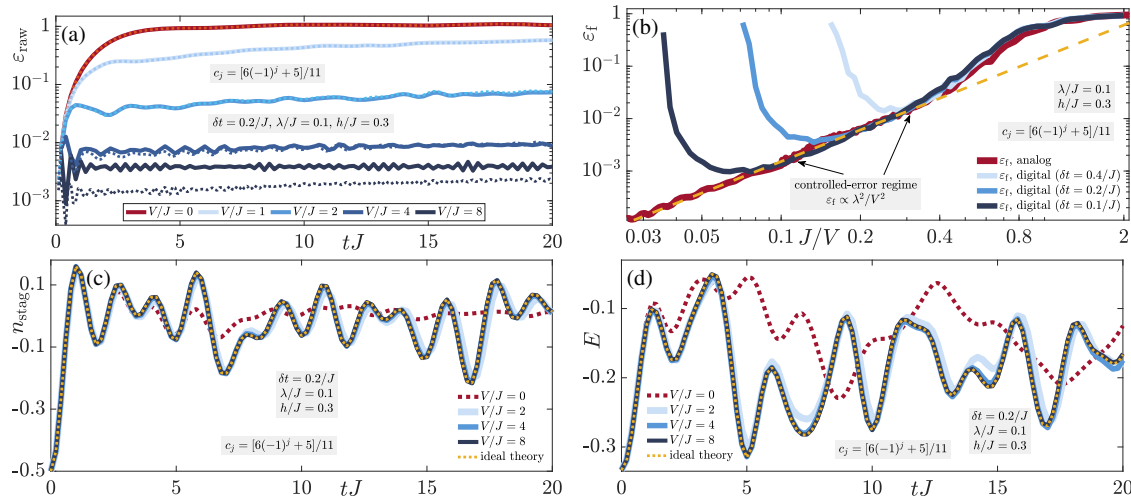 (a)
ε_raw
1
10^{-1}
10^{-2}
10^{-3}
c_j = [6(-1)^j + 5]/11
δt = 0.2/J, λ/J = 0.1, h/J = 0.3
V/J = 0
V/J = 1
V/J = 2
V/J = 4
V/J = 8
0 5 10 15 20
tJ
(b)
ε_f
1
10^{-1}
10^{-2}
10^{-3}
λ/J = 0.1
h/J = 0.3
c_j = [6(-1)^j + 5]/11
controlled-error regime
ε_f ∝ λ^2/V^2
ε_f, analog
ε_f, digital (δt = 0.4/J)
ε_f, digital (δt = 0.2/J)
ε_f, digital (δt = 0.1/J)
0.03 0.05 0.1 0.2 0.4 0.8 2
J/V
(c)
n_stag
0.1
-0.1
-0.3
-0.5
δt = 0.2/J
λ/J = 0.1
h/J = 0.3
c_j = [6(-1)^j + 5]/11
V/J = 0
V/J = 2
V/J = 4
V/J = 8
ideal theory
0 5 10 15 20
tJ
(d)
E
-0.1
-0.2
-0.3
V/J = 0
V/J = 2
V/J = 4
V/J = 8
ideal theory
c_j = [6(-1)^j + 5]/11
δt = 0.2/J
λ/J = 0.1
h/J = 0.3
0 5 10 15 20
tJ